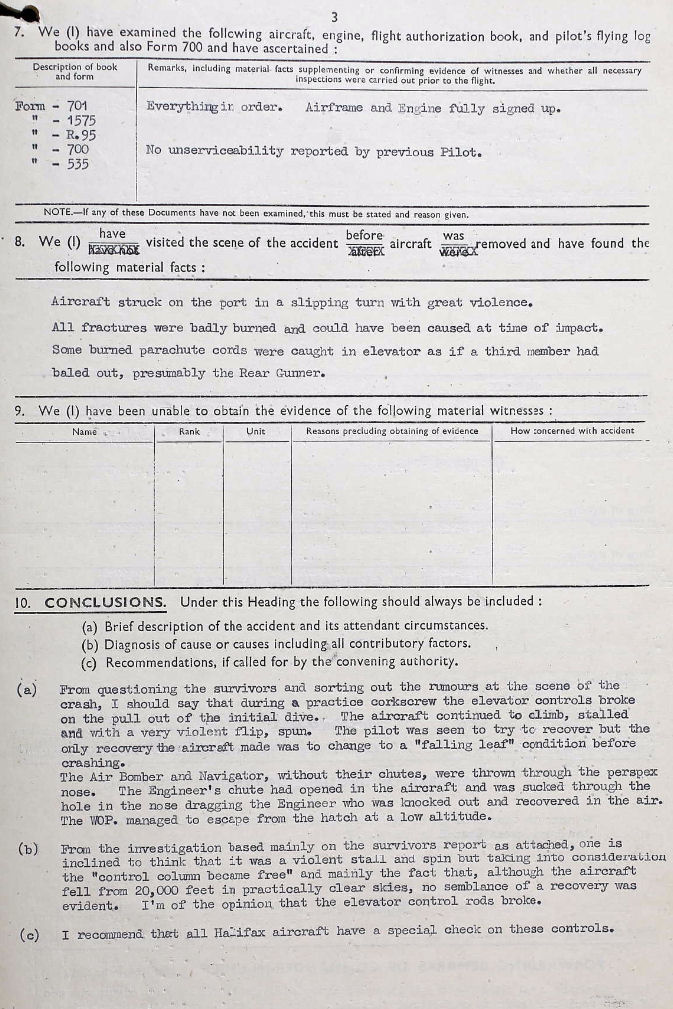 3
7. We (I) have examined the following aircraft, engine, flight authorization book, and pilot's flying log
books and also Form 700 and have ascertained :
Description of book and form
Remarks, including material facts supplementing or confirming evidence of witnesses and whether all necessary
inspections were carried out prior to the flight.
Form - 701 Everything in order. Airframe and Engine fully signed up.
" - 1575
" - R.95
" - 700 No unserviceability reported by previous Pilot.
" - 535
NOTE.—If any of these Documents have not been examined, this must be stated and reason given.
have before was
8. We (I) visited the scene of the accident aircraft removed and have found the
following material facts :
Aircraft struck on the port in a slipping turn with great violence.
All fractures were badly burned and could have been caused at time of impact.
Some burned parachute cords were caught in elevator as if a third member had
baled out, presumably the Rear Gunner.
9. We (I) have been unable to obtain the evidence of the following material witnesses :
Name Rank Unit Reasons precluding obtaining of evidence How concerned with accident
10. CONCLUSIONS. Under this Heading the following should always be included :
(a) Brief description of the accident and its attendant circumstances.
(b) Diagnosis of cause or causes including all contributory factors.
(c) Recommendations, if called for by the convening authority.
(a) From questioning the survivors and sorting out the rumours at the scene of the
crash, I should say that during a practice corkscrew the elevator controls broke
on the pull out of the initial dive. The aircraft continued to climb, stalled
and with a very violent flip, spun. The pilot was seen to try to recover but the
only recovery the aircraft made was to change to a "falling leaf" condition before
crashing.
The Air Bomber and Navigator, without their chutes, were thrown through the perspex
nose. The Engineer's chute had opened in the aircraft and was sucked through the
hole in the nose dragging the Engineer who was knocked out and recovered in the air.
The WOP. managed to escape from the hatch at a low altitude.
(b) From the investigation based mainly on the survivors report as attached, one is
inclined to think that it was a violent stall and spin but taking into consideration
the "control column became free" and mainly the fact that, although the aircraft
fell from 20,000 feet in practically clear skies, no semblance of a recovery was
evident. I'm of the opinion that the elevator control rods broke.
(c) I recommend that all Halifax aircraft have a special check on these controls.